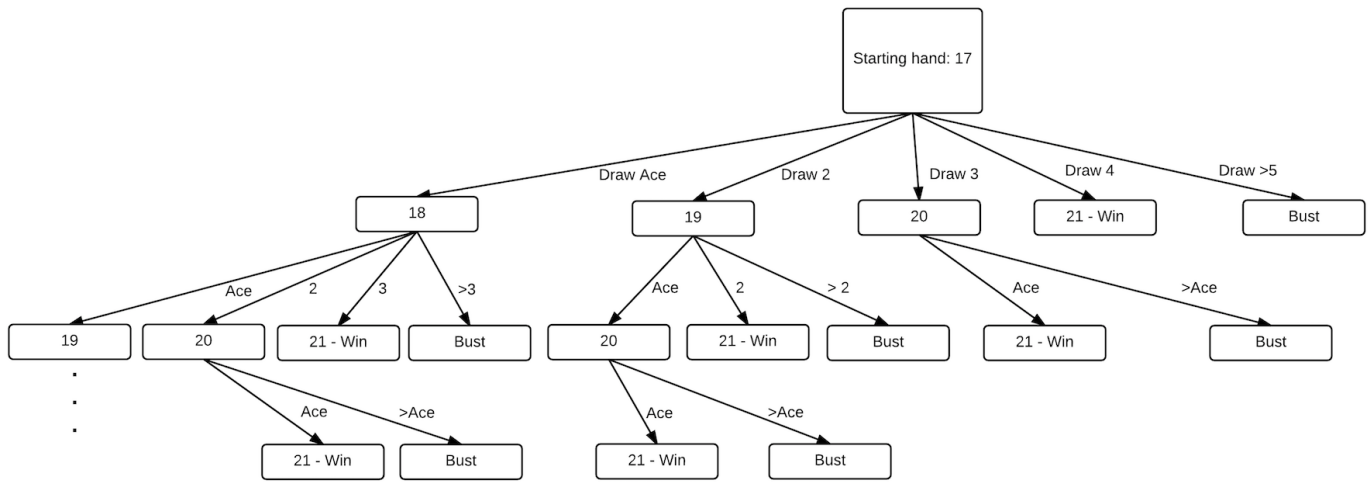 Starting hand: 17
Draw Ace
Draw 2
Draw 3
Draw 4
Draw >5
18
19
20
21 - Win
Bust
Ace
2
3
>3
Ace
2
> 2
Ace
>Ace
19
20
21 - Win
Bust
20
21 - Win
Bust
21 - Win
Bust
.
.
.
Ace
>Ace
Ace
>Ace
21 - Win
Bust
21 - Win
Bust